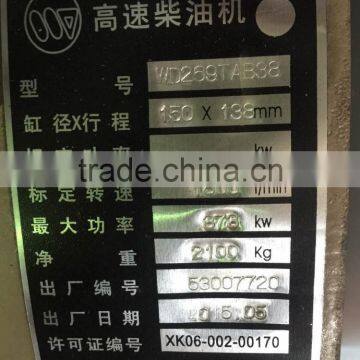 高速柴油机
型 号 WD269TAB38
缸径X行程 150 X 138mm
kw
标定转速 r/min
最大功率 kw
净 重 2100 Kg
出厂编号 53007720
出厂日期 2015.05
许可证编号 XK06-002-00170
tradekorea.com